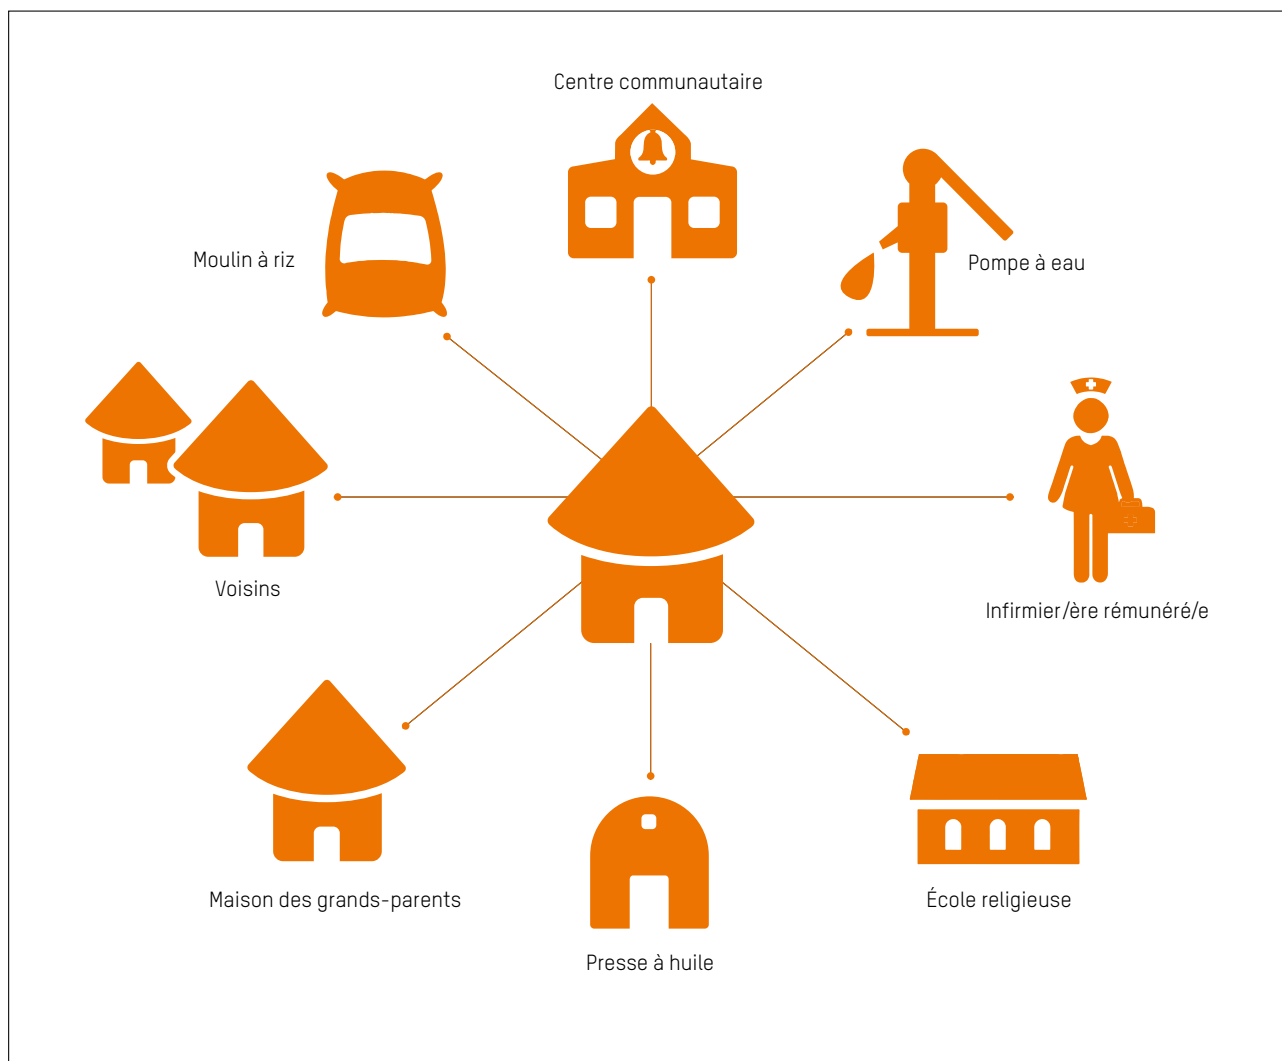 Centre communautaire
Moulin à riz
Pompe à eau
Voisins
Infirmier/ère rémunéré/e
Maison des grands-parents
École religieuse
Presse à huile